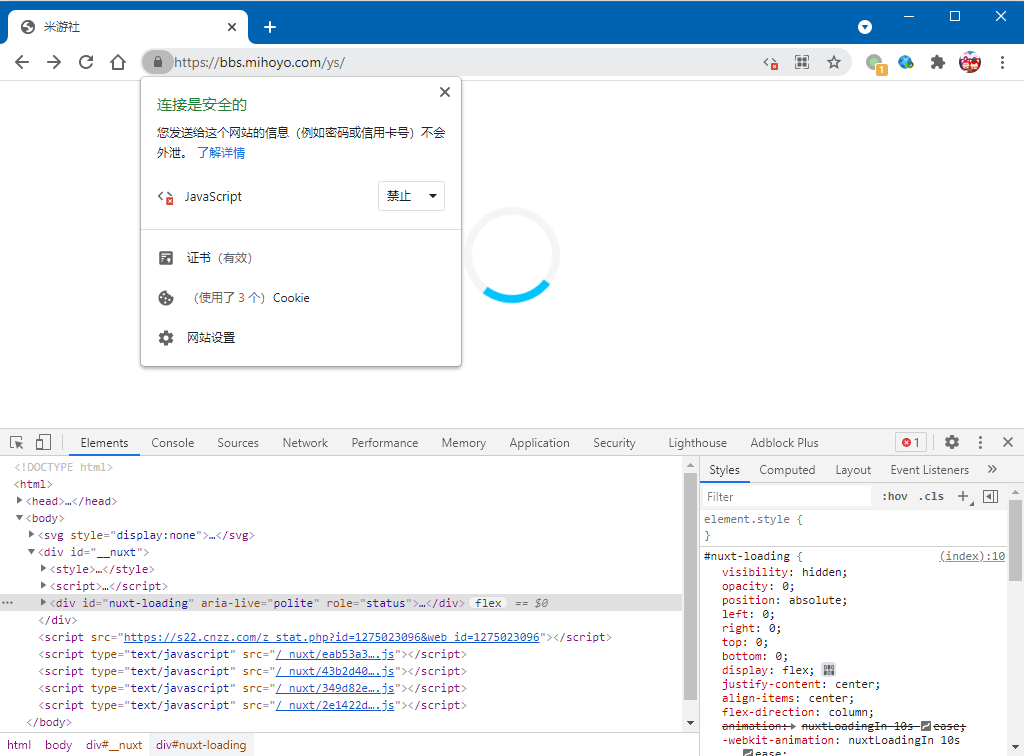 米游社
https://bbs.mihoyo.com/ys/
1
连接是安全的
您发送给这个网站的信息（例如密码或信用卡号）不会
外泄。 了解详情
JavaScript 禁止
证书（有效）
（使用了 3 个） Cookie
网站设置
Elements Console Sources Network Performance Memory Application Security Lighthouse Adblock Plus 1
<!DOCTYPE html>
<html>
<head>…</head>
<body>
<svg style="display:none">…</svg>
<div id="__nuxt">
<style>…</style>
<script>…</script>
<div id="nuxt-loading" aria-live="polite" role="status">…</div> flex == $0
</div>
<script src="https://s22.cnzz.com/z_stat.php?id=1275023096&web_id=1275023096"></script>
<script type="text/javascript" src="/_nuxt/eab53a3….js"></script>
<script type="text/javascript" src="/_nuxt/43b2d40….js"></script>
<script type="text/javascript" src="/_nuxt/349d82e….js"></script>
<script type="text/javascript" src="/_nuxt/2e1422d….js"></script>
</body>
html body div#__nuxt div#nuxt-loading
Styles Computed Layout Event Listeners »
Filter :hov .cls +
element.style {
}
#nuxt-loading { (index):10
visibility: hidden;
opacity: 0;
position: absolute;
left: 0;
right: 0;
top: 0;
bottom: 0;
display: flex;
justify-content: center;
align-items: center;
flex-direction: column;
animation: nuxtLoadingIn 10s ease;
-webkit-animation: nuxtLoadingIn 10s
ease;